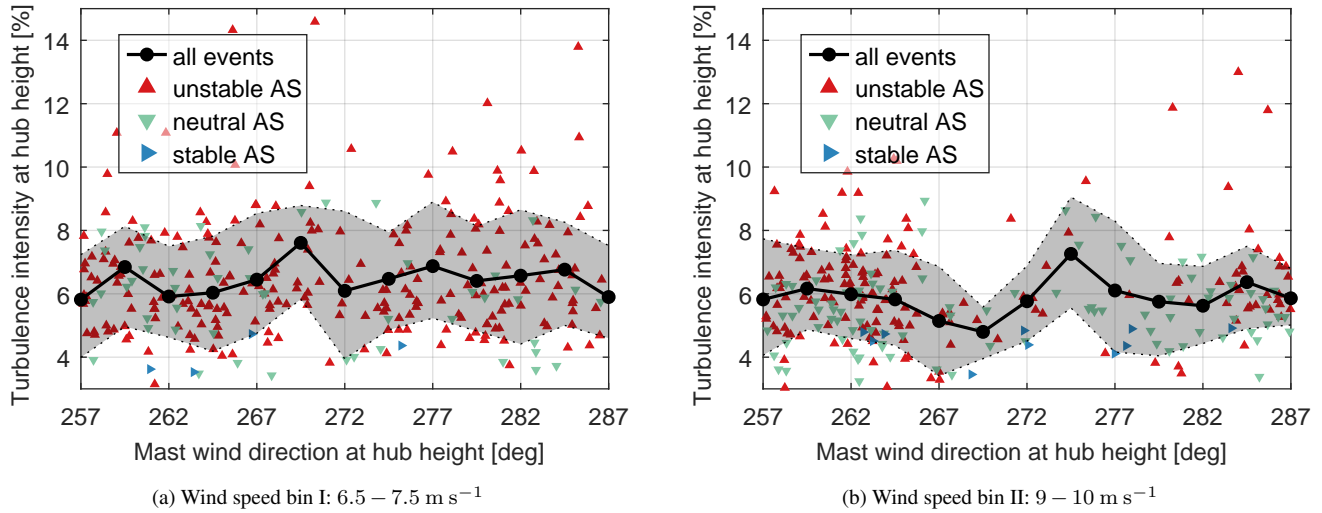 Turbulence intensity at hub height [%]
14
12
10
8
6
4
all events
unstable AS
neutral AS
stable AS
257 262 267 272 277 282 287
Mast wind direction at hub height [deg]
(a) Wind speed bin I: 6.5 − 7.5 m s⁻¹
Turbulence intensity at hub height [%]
14
12
10
8
6
4
all events
unstable AS
neutral AS
stable AS
257 262 267 272 277 282 287
Mast wind direction at hub height [deg]
(b) Wind speed bin II: 9 − 10 m s⁻¹